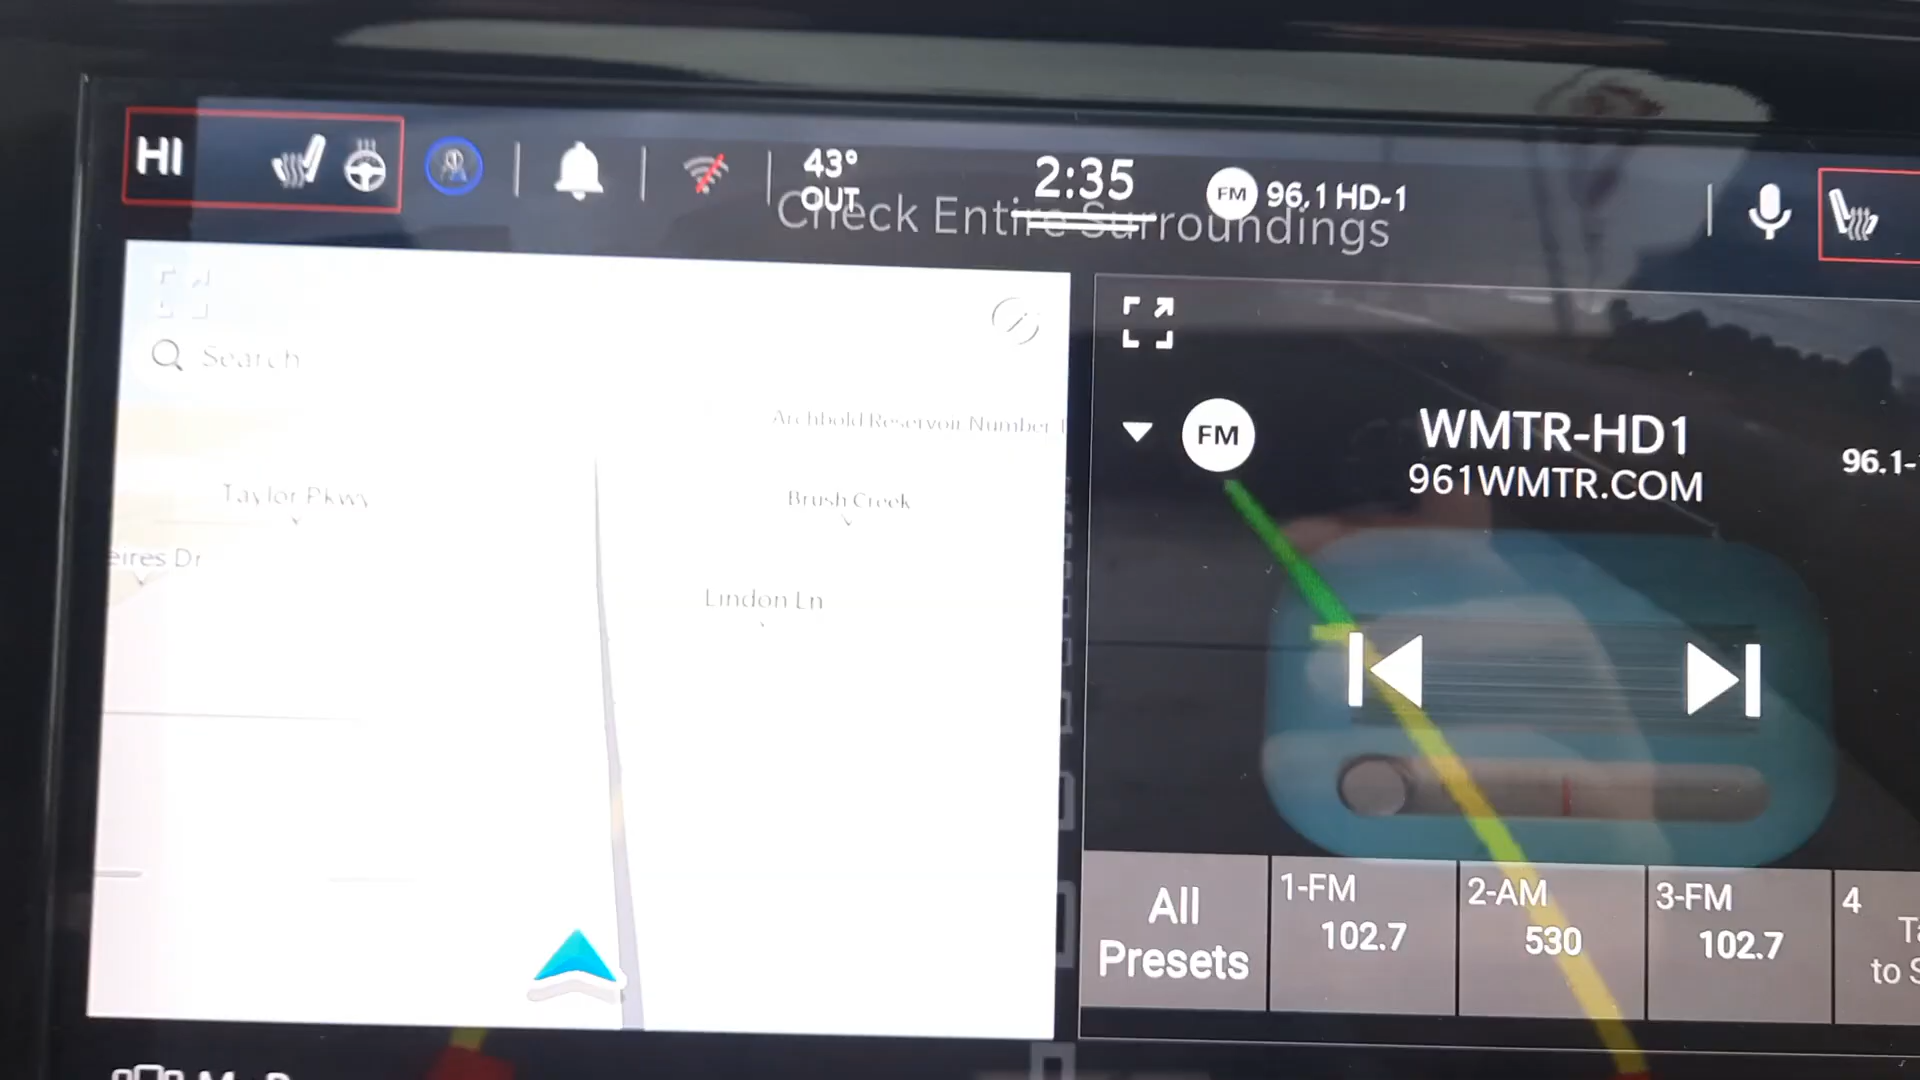 HI
43°
OUT
2:35
FM 96.1 HD-1
Check Entire Surroundings
Search
Archbold Reservoir Number 1
Taylor Pkwy
Brush Creek
eires Dr
Lindon Ln
FM
WMTR-HD1
961WMTR.COM
96.1-
All
Presets
1-FM
102.7
2-AM
530
3-FM
102.7
4
to S